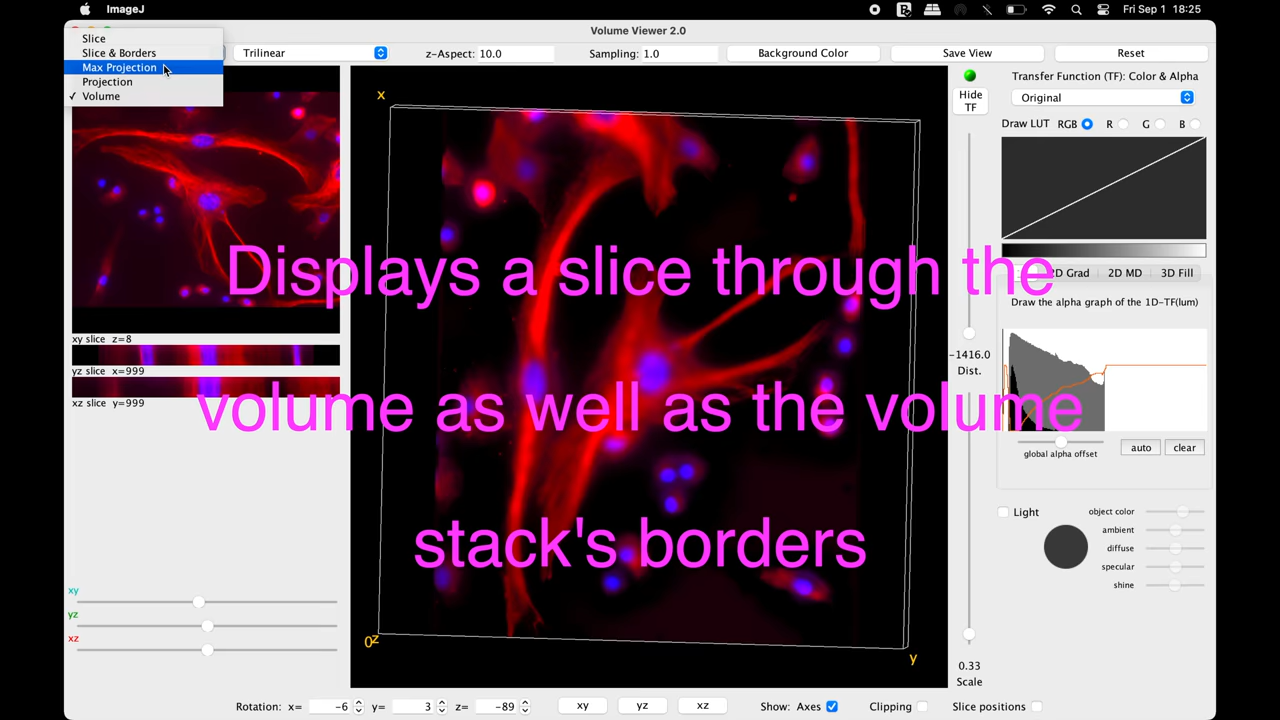 ImageJ
Fri Sep 1 18:25
Volume Viewer 2.0
Slice
Slice & Borders
Max Projection
Projection
✓ Volume
Trilinear
z-Aspect: 10.0
Sampling: 1.0
Background Color
Save View
Reset
Hide
TF
Transfer Function (TF): Color & Alpha
Original
Draw LUT RGB R G B
x
Displays a slice through the
volume as well as the volume
stack's borders
2D Grad 2D MD 3D Fill
Draw the alpha graph of the 1D-TF(lum)
xy slice z=8
yz slice x=999
xz slice y=999
-1416.0
Dist.
global alpha offset
auto
clear
Light
object color
ambient
diffuse
specular
shine
xy
yz
xz
0
z
y
0.33
Scale
Rotation: x= -6 y= 3 z= -89
xy
yz
xz
Show: Axes
Clipping
Slice positions